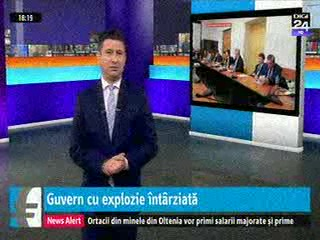 18:19
DIGI
24
HD
Guvern cu explozie întârziată
News Alert Ortacii din minele din Oltenia vor primi salarii majorate și prime